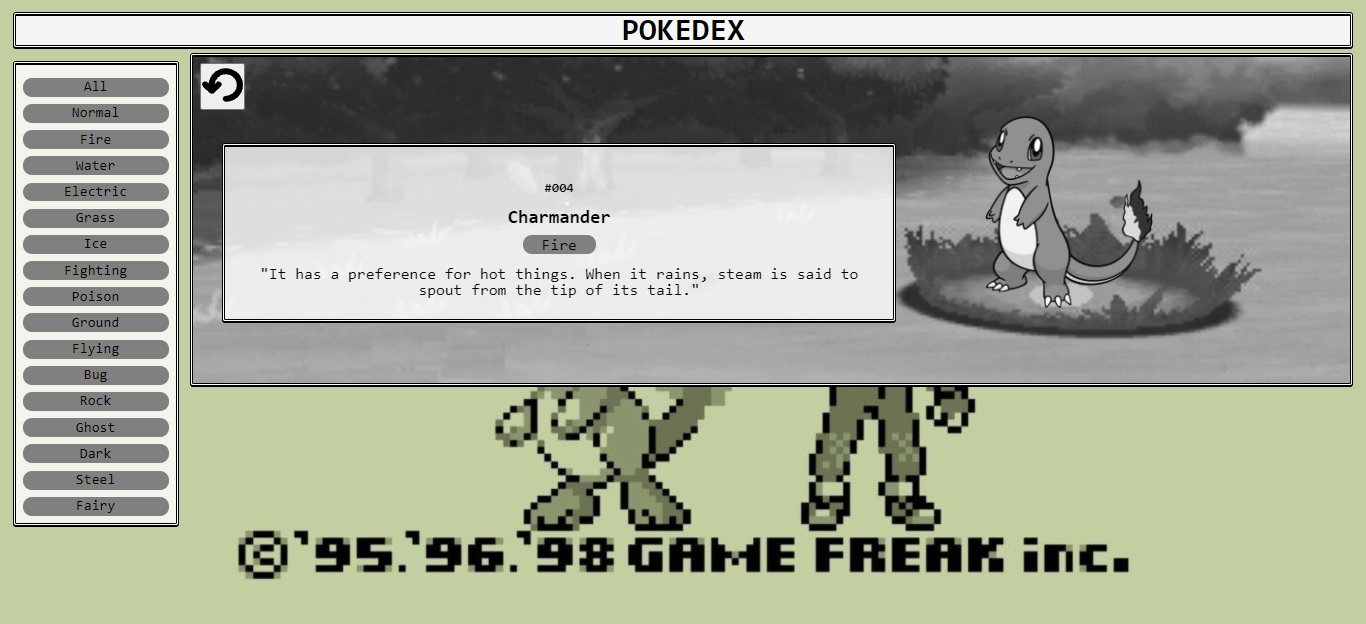 POKEDEX
All
Normal
Fire
Water
Electric
Grass
Ice
Fighting
Poison
Ground
Flying
Bug
Rock
Ghost
Dark
Steel
Fairy
#004
Charmander
Fire
"It has a preference for hot things. When it rains, steam is said to
spout from the tip of its tail."
©'95.'96.'98 GAME FREAK inc.